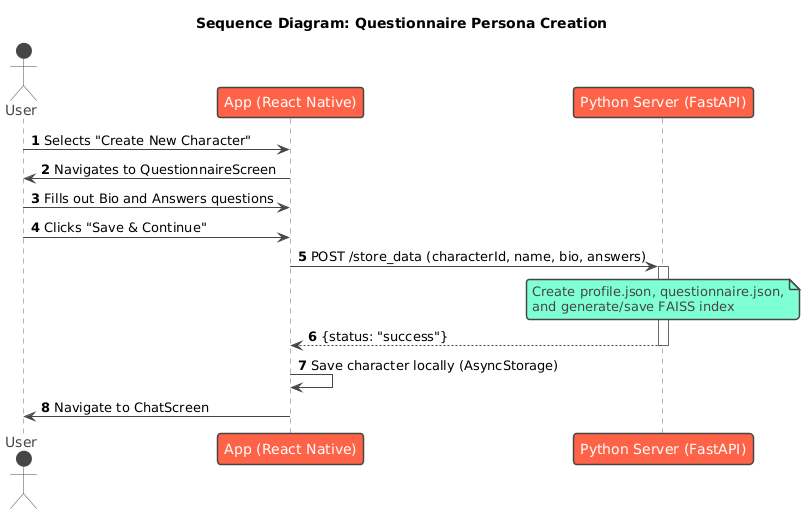 Sequence Diagram: Questionnaire Persona Creation
User
App (React Native)
Python Server (FastAPI)
1 Selects "Create New Character"
2 Navigates to QuestionnaireScreen
3 Fills out Bio and Answers questions
4 Clicks "Save & Continue"
5 POST /store_data (characterId, name, bio, answers)
Create profile.json, questionnaire.json,
and generate/save FAISS index
6 {status: "success"}
7 Save character locally (AsyncStorage)
8 Navigate to ChatScreen
User
App (React Native)
Python Server (FastAPI)